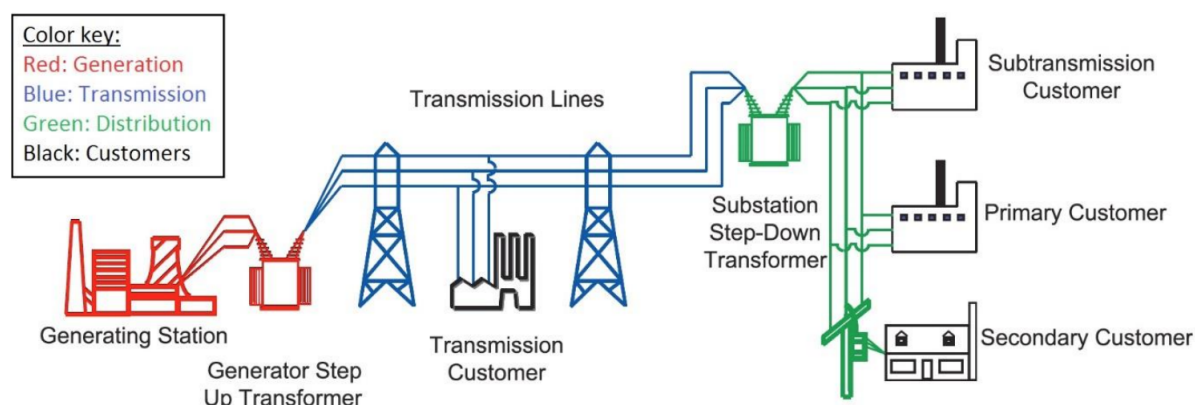 Color key:
Red: Generation
Blue: Transmission
Green: Distribution
Black: Customers
Transmission Lines
Subtransmission
Customer
Substation
Step-Down
Transformer
Primary Customer
Generating Station
Generator Step
Up Transformer
Transmission
Customer
Secondary Customer